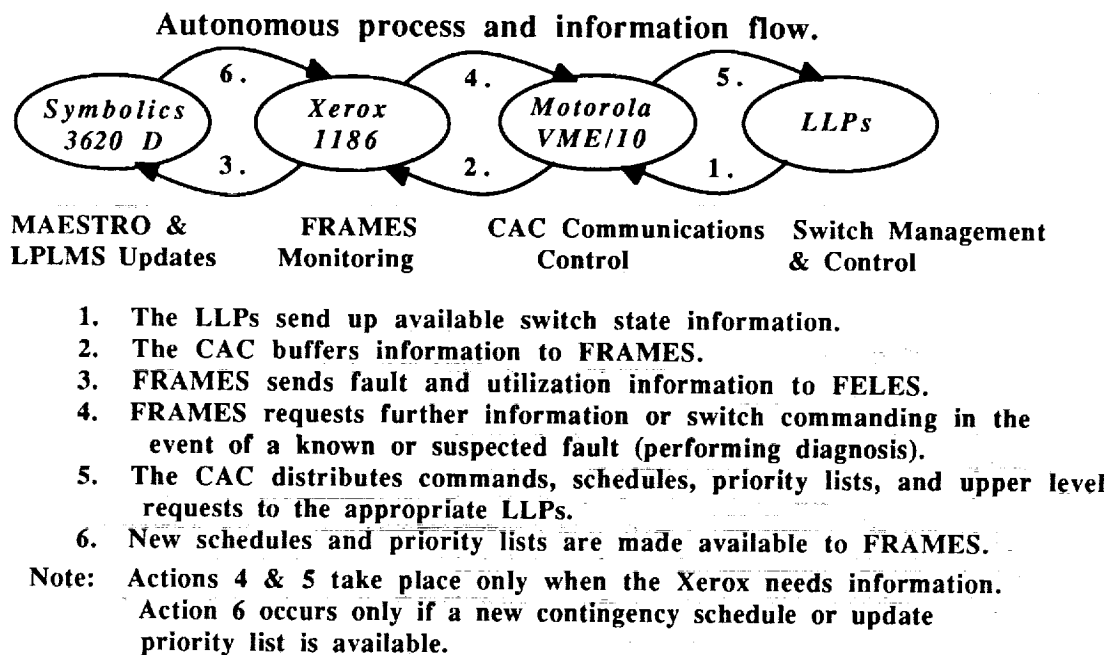 Autonomous process and information flow.
6.
4.
5.
Symbolics
3620 D
Xerox
1186
Motorola
VME/10
LLPs
3.
2.
1.
MAESTRO &
LPLMS Updates
FRAMES
Monitoring
CAC Communications
Control
Switch Management
& Control
1. The LLPs send up available switch state information.
2. The CAC buffers information to FRAMES.
3. FRAMES sends fault and utilization information to FELES.
4. FRAMES requests further information or switch commanding in the
event of a known or suspected fault (performing diagnosis).
5. The CAC distributes commands, schedules, priority lists, and upper level
requests to the appropriate LLPs.
6. New schedules and priority lists are made available to FRAMES.
Note: Actions 4 & 5 take place only when the Xerox needs information.
Action 6 occurs only if a new contingency schedule or update
priority list is available.